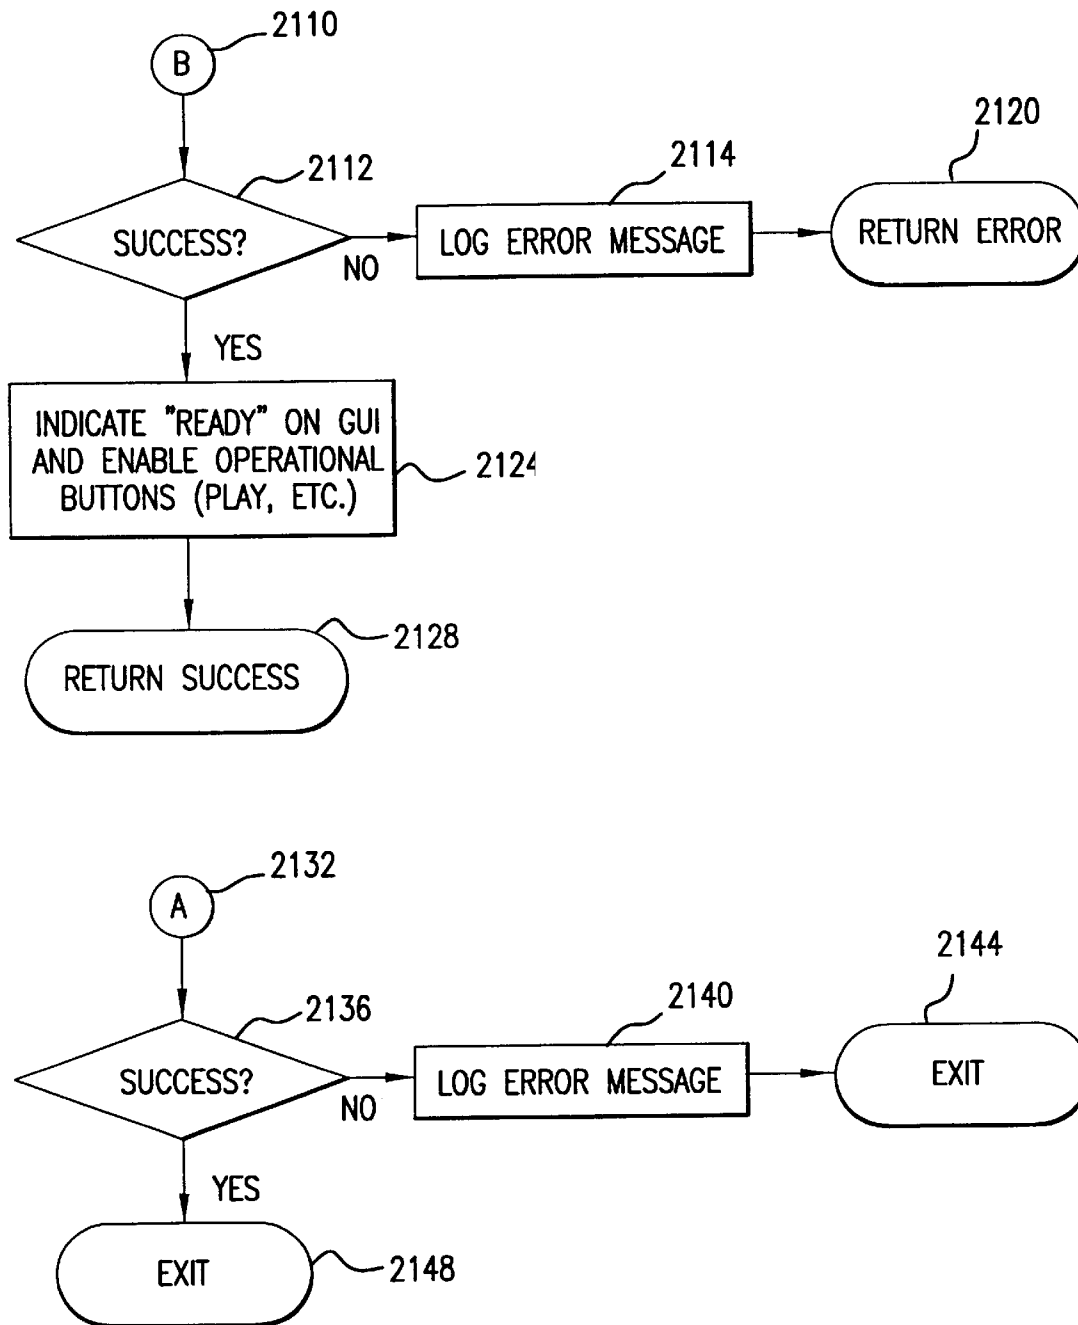 2110
B
2112
SUCCESS?
NO
2114
LOG ERROR MESSAGE
2120
RETURN ERROR
YES
INDICATE "READY" ON GUI
AND ENABLE OPERATIONAL
BUTTONS (PLAY, ETC.)
2124
2128
RETURN SUCCESS
2132
A
2136
SUCCESS?
NO
2140
LOG ERROR MESSAGE
2144
EXIT
YES
EXIT
2148